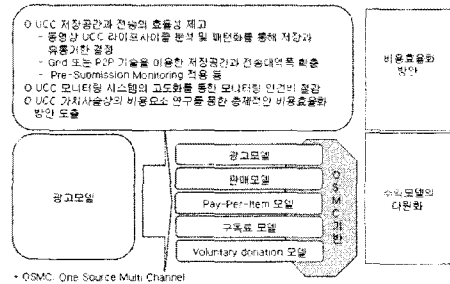 O UCC 저장공간과 전송의 효율성 제고
- 동영상 UCC 라이프사이클 분석 및 패턴화를 통해 저장과
유통기한 결정
- Grid 또는 P2P 기술을 이용한 저장공간과 전송대역폭 확충
- Pre-Submission Monitoring 적용 등
O UCC 모니터링 시스템의 고도화를 통한 모니터링 인건비 절감
O UCC 가치사슬상의 비용요소 연구를 통한 총체적인 비용효율화
방안 도출
비용효율화
방안
광고모델
광고모델
판매모델
Pay-Per-Item 모델
구독료 모델
Voluntary donation 모델
OSMC기반
수익모델의
다원화
* OSMC: One Source Multi Channel